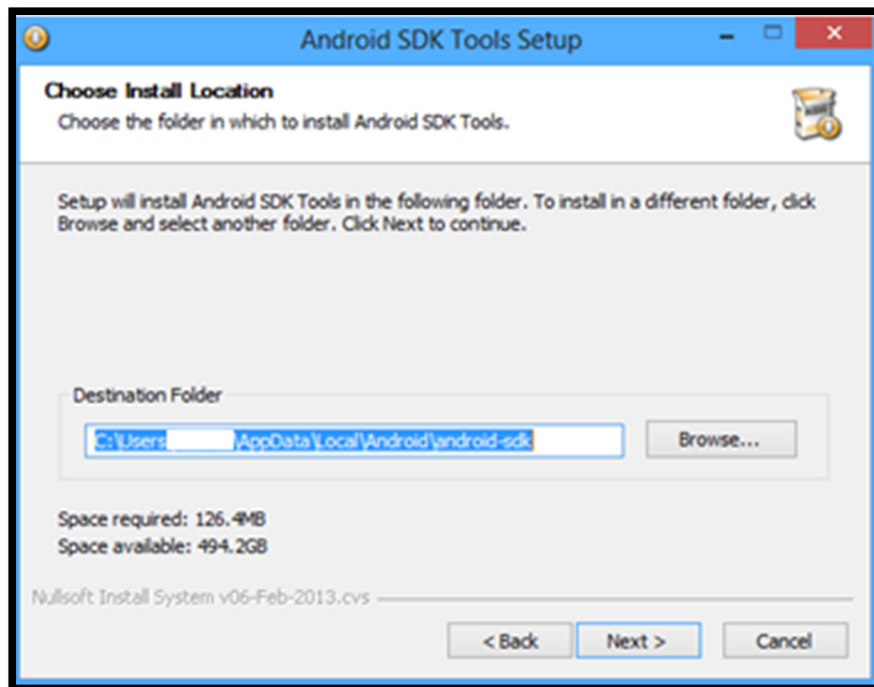 Android SDK Tools Setup
Choose Install Location
Choose the folder in which to install Android SDK Tools.
Setup will install Android SDK Tools in the following folder. To install in a different folder, click
Browse and select another folder. Click Next to continue.
Destination Folder
C:\Users \AppData\Local\Android\android-sdk
Browse...
Space required: 126.4MB
Space available: 494.2GB
Nullsoft Install System v06-Feb-2013.cvs
< Back
Next >
Cancel